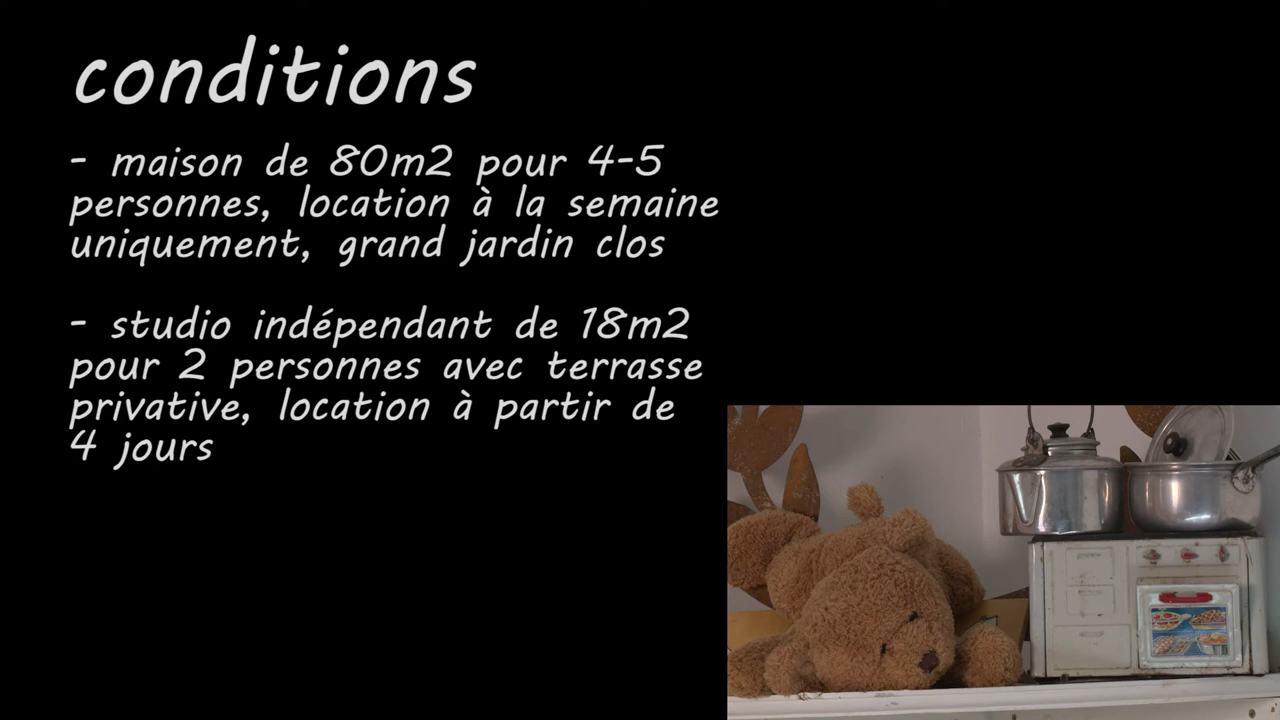 conditions
- maison de 80m2 pour 4-5
personnes, location à la semaine
uniquement, grand jardin clos
- studio indépendant de 18m2
pour 2 personnes avec terrasse
privative, location à partir de
4 jours